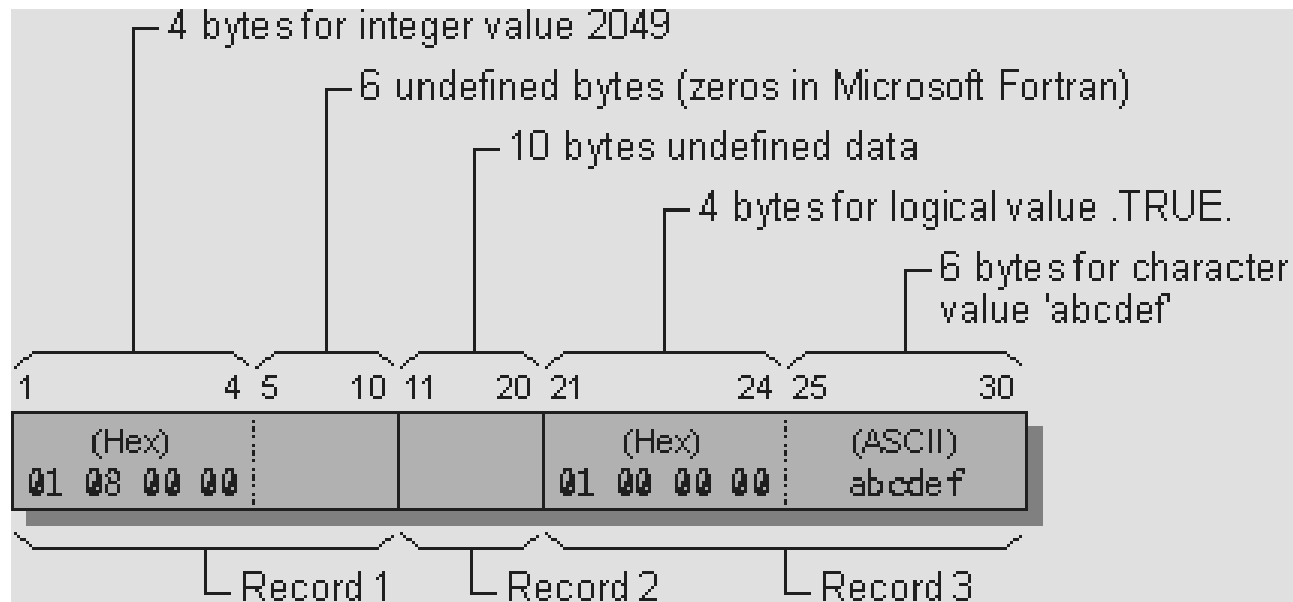 4 bytes for integer value 2049
6 undefined bytes (zeros in Microsoft Fortran)
10 bytes undefined data
4 bytes for logical value .TRUE.
6 bytes for character
value 'abcdef'
1 4 5 10 11 20 21 24 25 30
(Hex) (Hex) (ASCII)
01 08 00 00 01 00 00 00 abcdef
Record 1 Record 2 Record 3